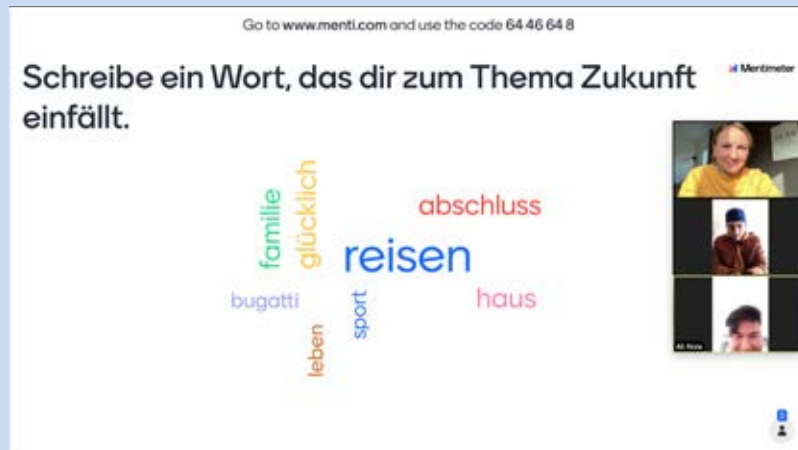 Go to www.menti.com and use the code 64 46 64 8
Schreibe ein Wort, das dir zum Thema Zukunft
einfällt.
Mentimeter
familie
glücklich
abschluss
reisen
bugatti
sport
haus
leben